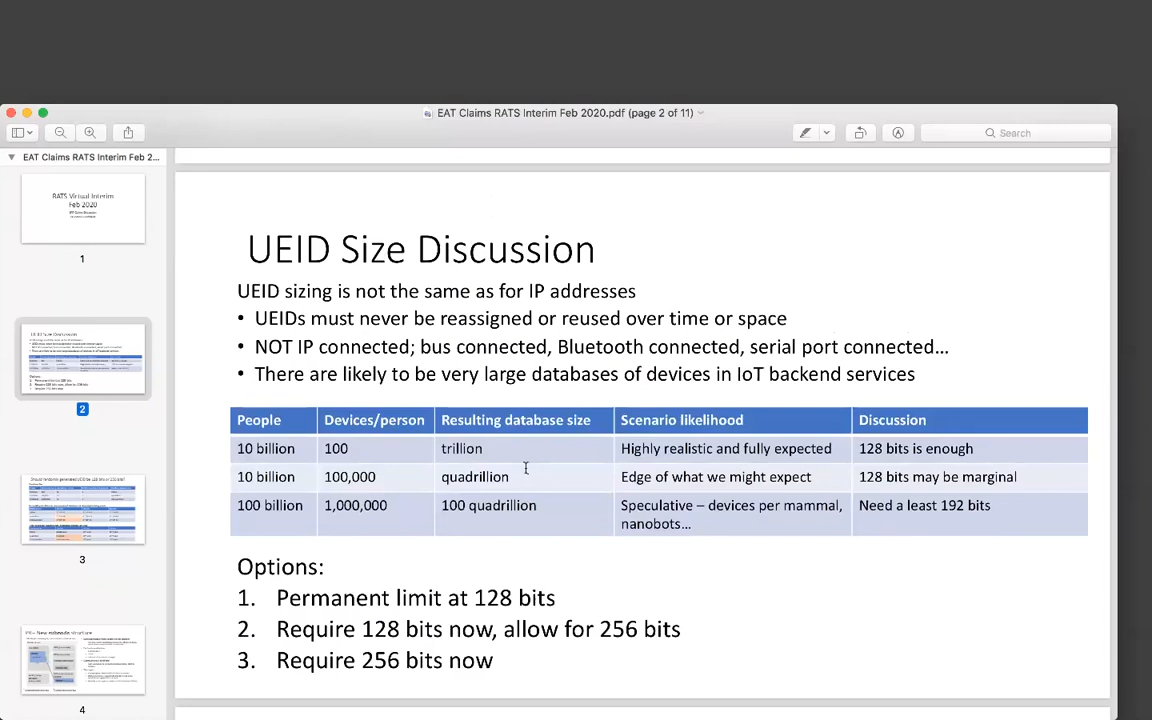 EAT Claims RATS Interim Feb 2020.pdf (page 2 of 11)
Search
EAT Claims RATS Interim Feb 2...
RATS Virtual Interim
Feb 2020
1
UEID Size Discussion
2
3
4
UEID Size Discussion
UEID sizing is not the same as for IP addresses
• UEIDs must never be reassigned or reused over time or space
• NOT IP connected; bus connected, Bluetooth connected, serial port connected…
• There are likely to be very large databases of devices in IoT backend services
People Devices/person Resulting database size Scenario likelihood Discussion
10 billion 100 trillion Highly realistic and fully expected 128 bits is enough
10 billion 100,000 quadrillion Edge of what we might expect 128 bits may be marginal
100 billion 1,000,000 100 quadrillion Speculative – devices per mammal, Need a least 192 bits
nanobots…
Options:
1. Permanent limit at 128 bits
2. Require 128 bits now, allow for 256 bits
3. Require 256 bits now